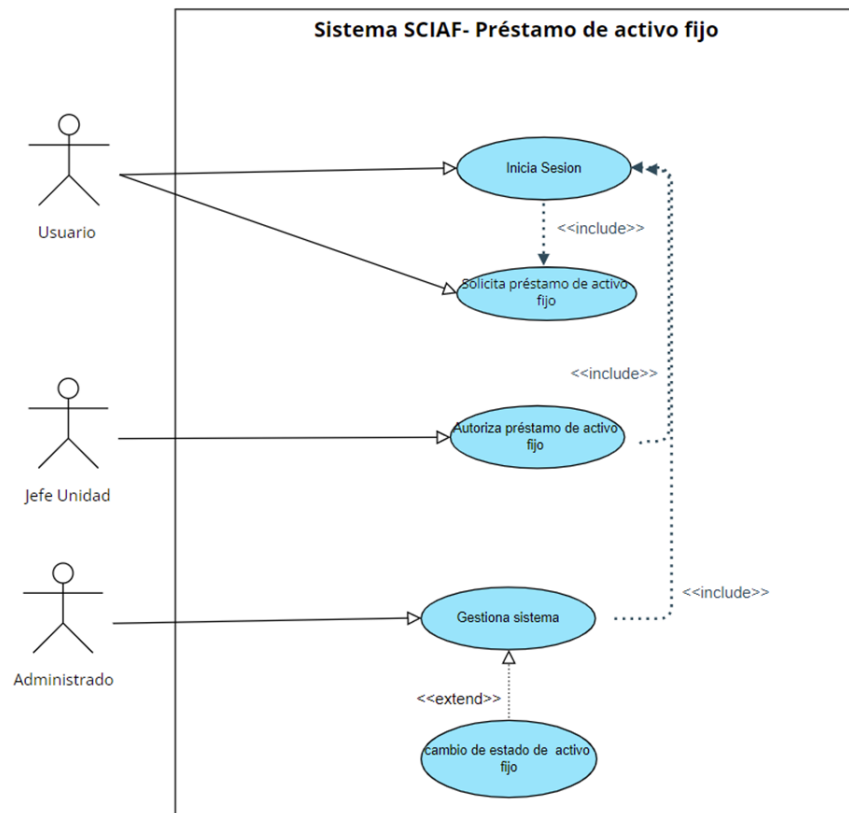 Sistema SCIAF- Préstamo de activo fijo
Inicia Sesion
Usuario
<<include>>
Solicita préstamo de activo
fijo
<<include>>
Autoriza préstamo de activo
fijo
Jefe Unidad
<<include>>
Gestiona sistema
Administrado
<<extend>>
cambio de estado de activo
fijo